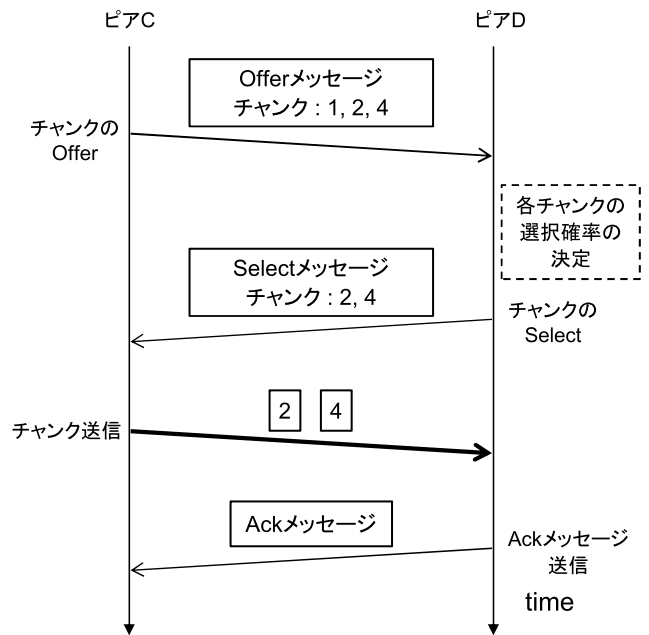 ピアC
ピアD
Offerメッセージ
チャンク : 1, 2, 4
チャンクの
Offer
各チャンクの
選択確率の
決定
Selectメッセージ
チャンク : 2, 4
チャンクの
Select
2
4
チャンク送信
Ackメッセージ
Ackメッセージ
送信
time